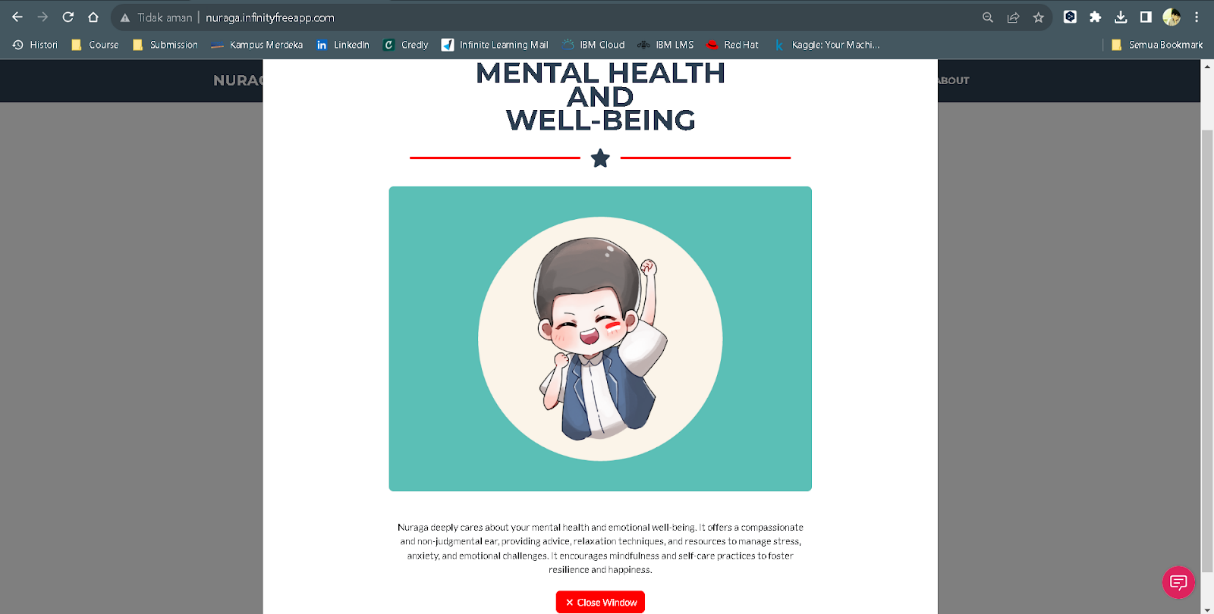 Tidak aman | nuraga.infinityfreeapp.com
Histori Course Submission Kampus Merdeka LinkedIn Credly Infinite Learning Mail IBM Cloud IBM LMS Red Hat Kaggle: Your Machi... Semua Bookmark
NURAG ABOUT
MENTAL HEALTH
AND
WELL-BEING
Nuraga deeply cares about your mental health and emotional well-being. It offers a compassionate
and non-judgmental ear, providing advice, relaxation techniques, and resources to manage stress,
anxiety, and emotional challenges. It encourages mindfulness and self-care practices to foster
resilience and happiness.
× Close Window